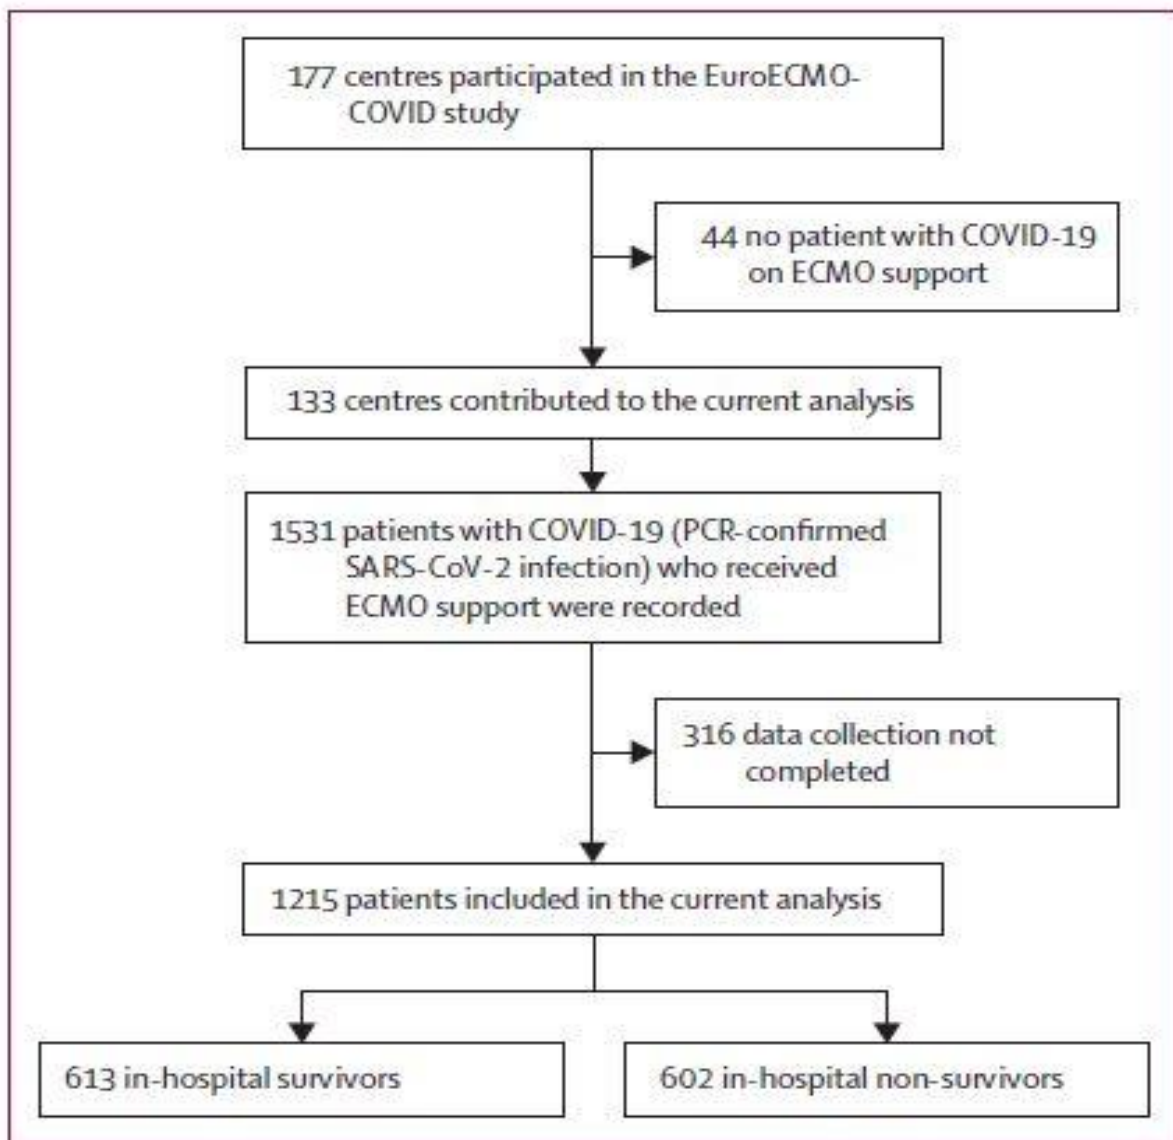 177 centres participated in the EuroECMO-
COVID study
44 no patient with COVID-19
on ECMO support
133 centres contributed to the current analysis
1531 patients with COVID-19 (PCR-confirmed
SARS-CoV-2 infection) who received
ECMO support were recorded
316 data collection not
completed
1215 patients included in the current analysis
613 in-hospital survivors
602 in-hospital non-survivors